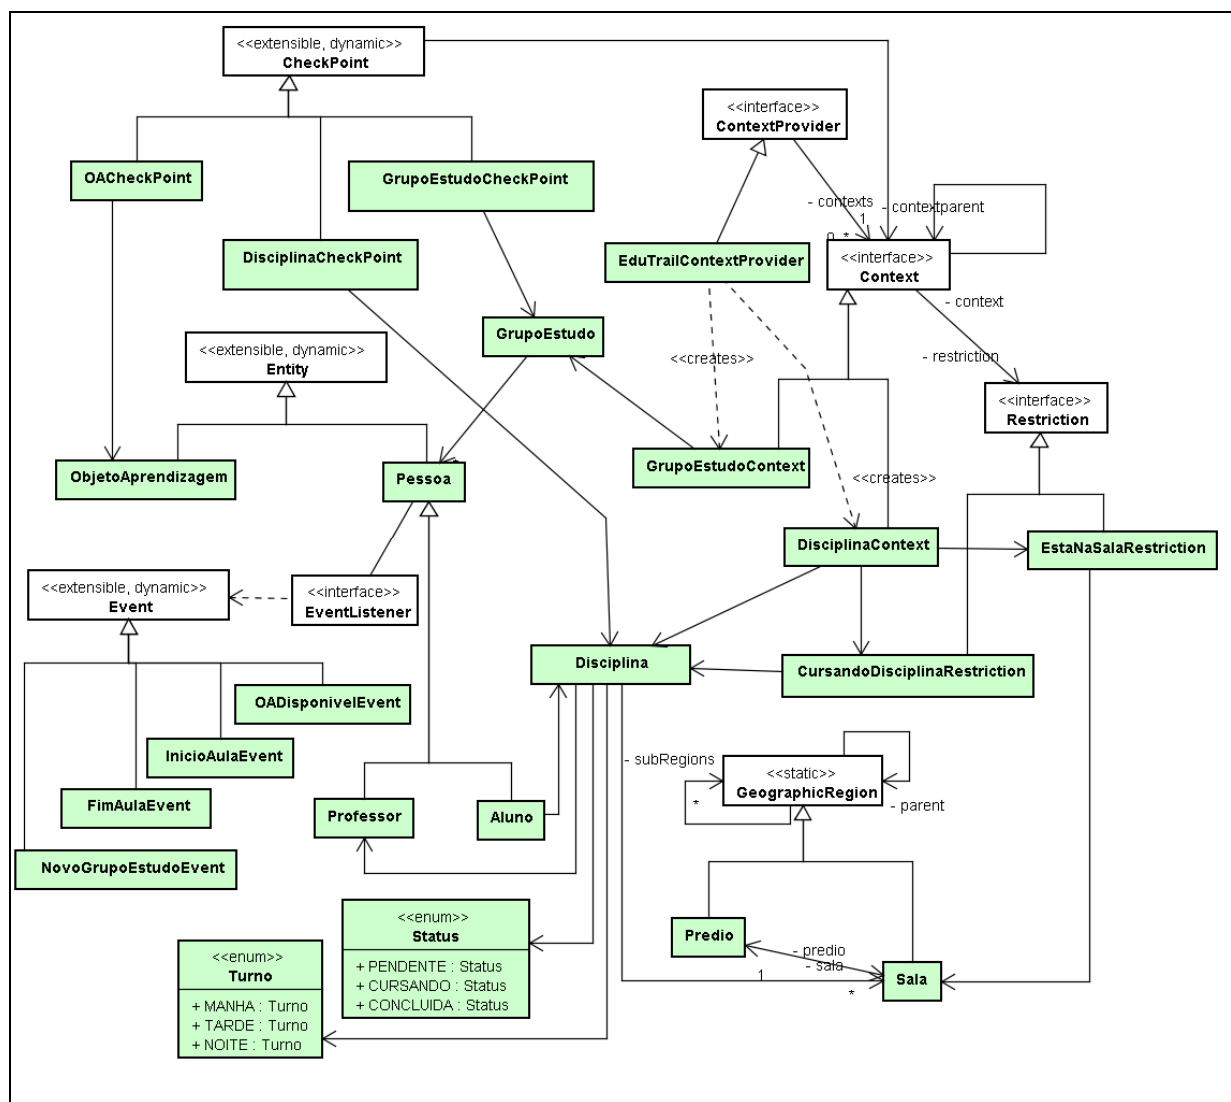 <<extensible, dynamic>>
CheckPoint
<<interface>>
ContextProvider
OACheckPoint
GrupoEstudoCheckPoint
- contexts
1
- contextparent
0..*
DisciplinaCheckPoint
EduTrailContextProvider
<<interface>>
Context
- context
GrupoEstudo
<<extensible, dynamic>>
Entity
<<creates>>
- restriction
<<interface>>
Restriction
*
ObjetoAprendizagem
Pessoa
GrupoEstudoContext
<<creates>>
DisciplinaContext
EstaNaSalaRestriction
<<extensible, dynamic>>
Event
<<interface>>
EventListener
Disciplina
CursandoDisciplinaRestriction
OADisponivelEvent
InicioAulaEvent
- subRegions
<<static>>
GeographicRegion
*
- parent
FimAulaEvent
Professor
Aluno
NovoGrupoEstudoEvent
<<enum>>
Status
+ PENDENTE : Status
+ CURSANDO : Status
+ CONCLUIDA : Status
Predio
- predio
- sala
1
*
Sala
<<enum>>
Turno
+ MANHA : Turno
+ TARDE : Turno
+ NOITE : Turno